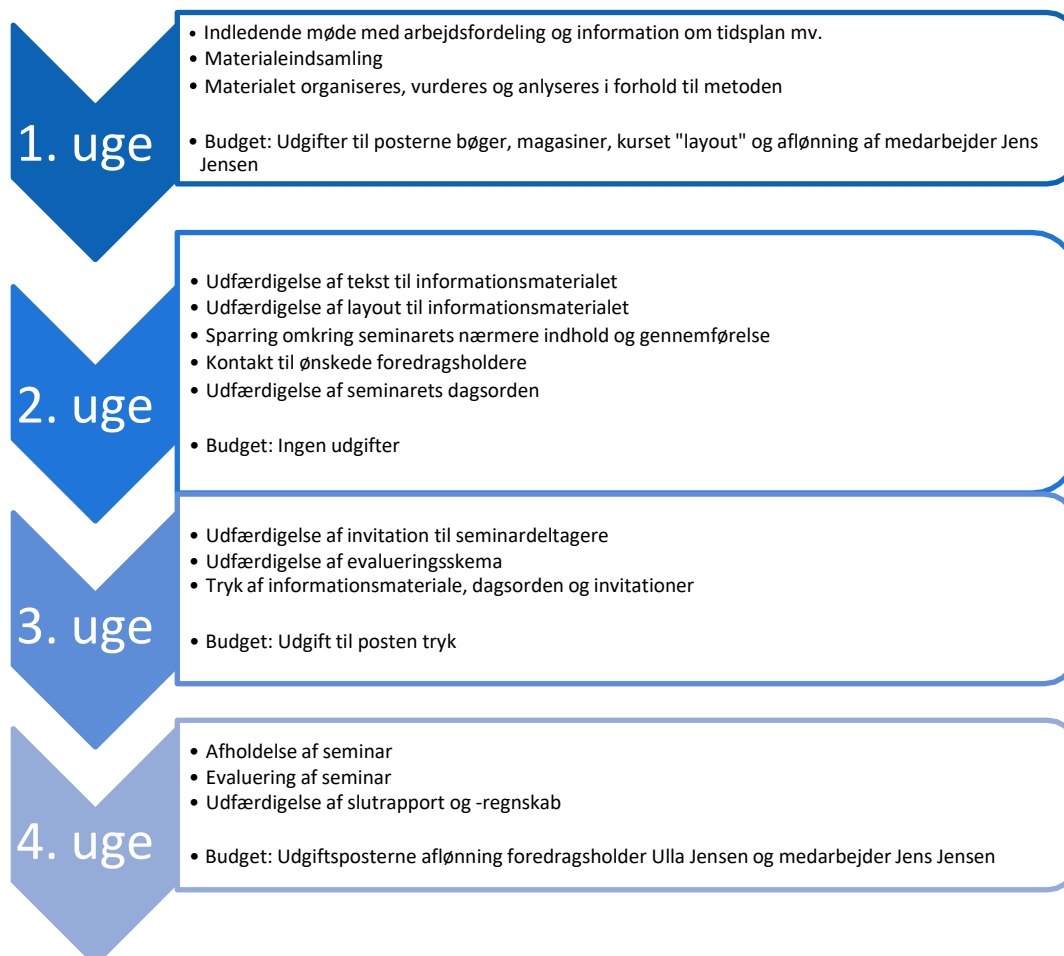 1. uge
• Indledende møde med arbejdsfordeling og information om tidsplan mv.
• Materialeindsamling
• Materialet organiseres, vurderes og anlyseres i forhold til metoden
• Budget: Udgifter til posterne bøger, magasiner, kurset "layout" og aflønning af medarbejder Jens
Jensen
2. uge
• Udfærdigelse af tekst til informationsmaterialet
• Udfærdigelse af layout til informationsmaterialet
• Sparring omkring seminarets nærmere indhold og gennemførelse
• Kontakt til ønskede foredragsholdere
• Udfærdigelse af seminarets dagsorden
• Budget: Ingen udgifter
3. uge
• Udfærdigelse af invitation til seminardeltagere
• Udfærdigelse af evalueringsskema
• Tryk af informationsmateriale, dagsorden og invitationer
• Budget: Udgift til posten tryk
4. uge
• Afholdelse af seminar
• Evaluering af seminar
• Udfærdigelse af slutrapport og -regnskab
• Budget: Udgiftsposterne aflønning foredragsholder Ulla Jensen og medarbejder Jens Jensen